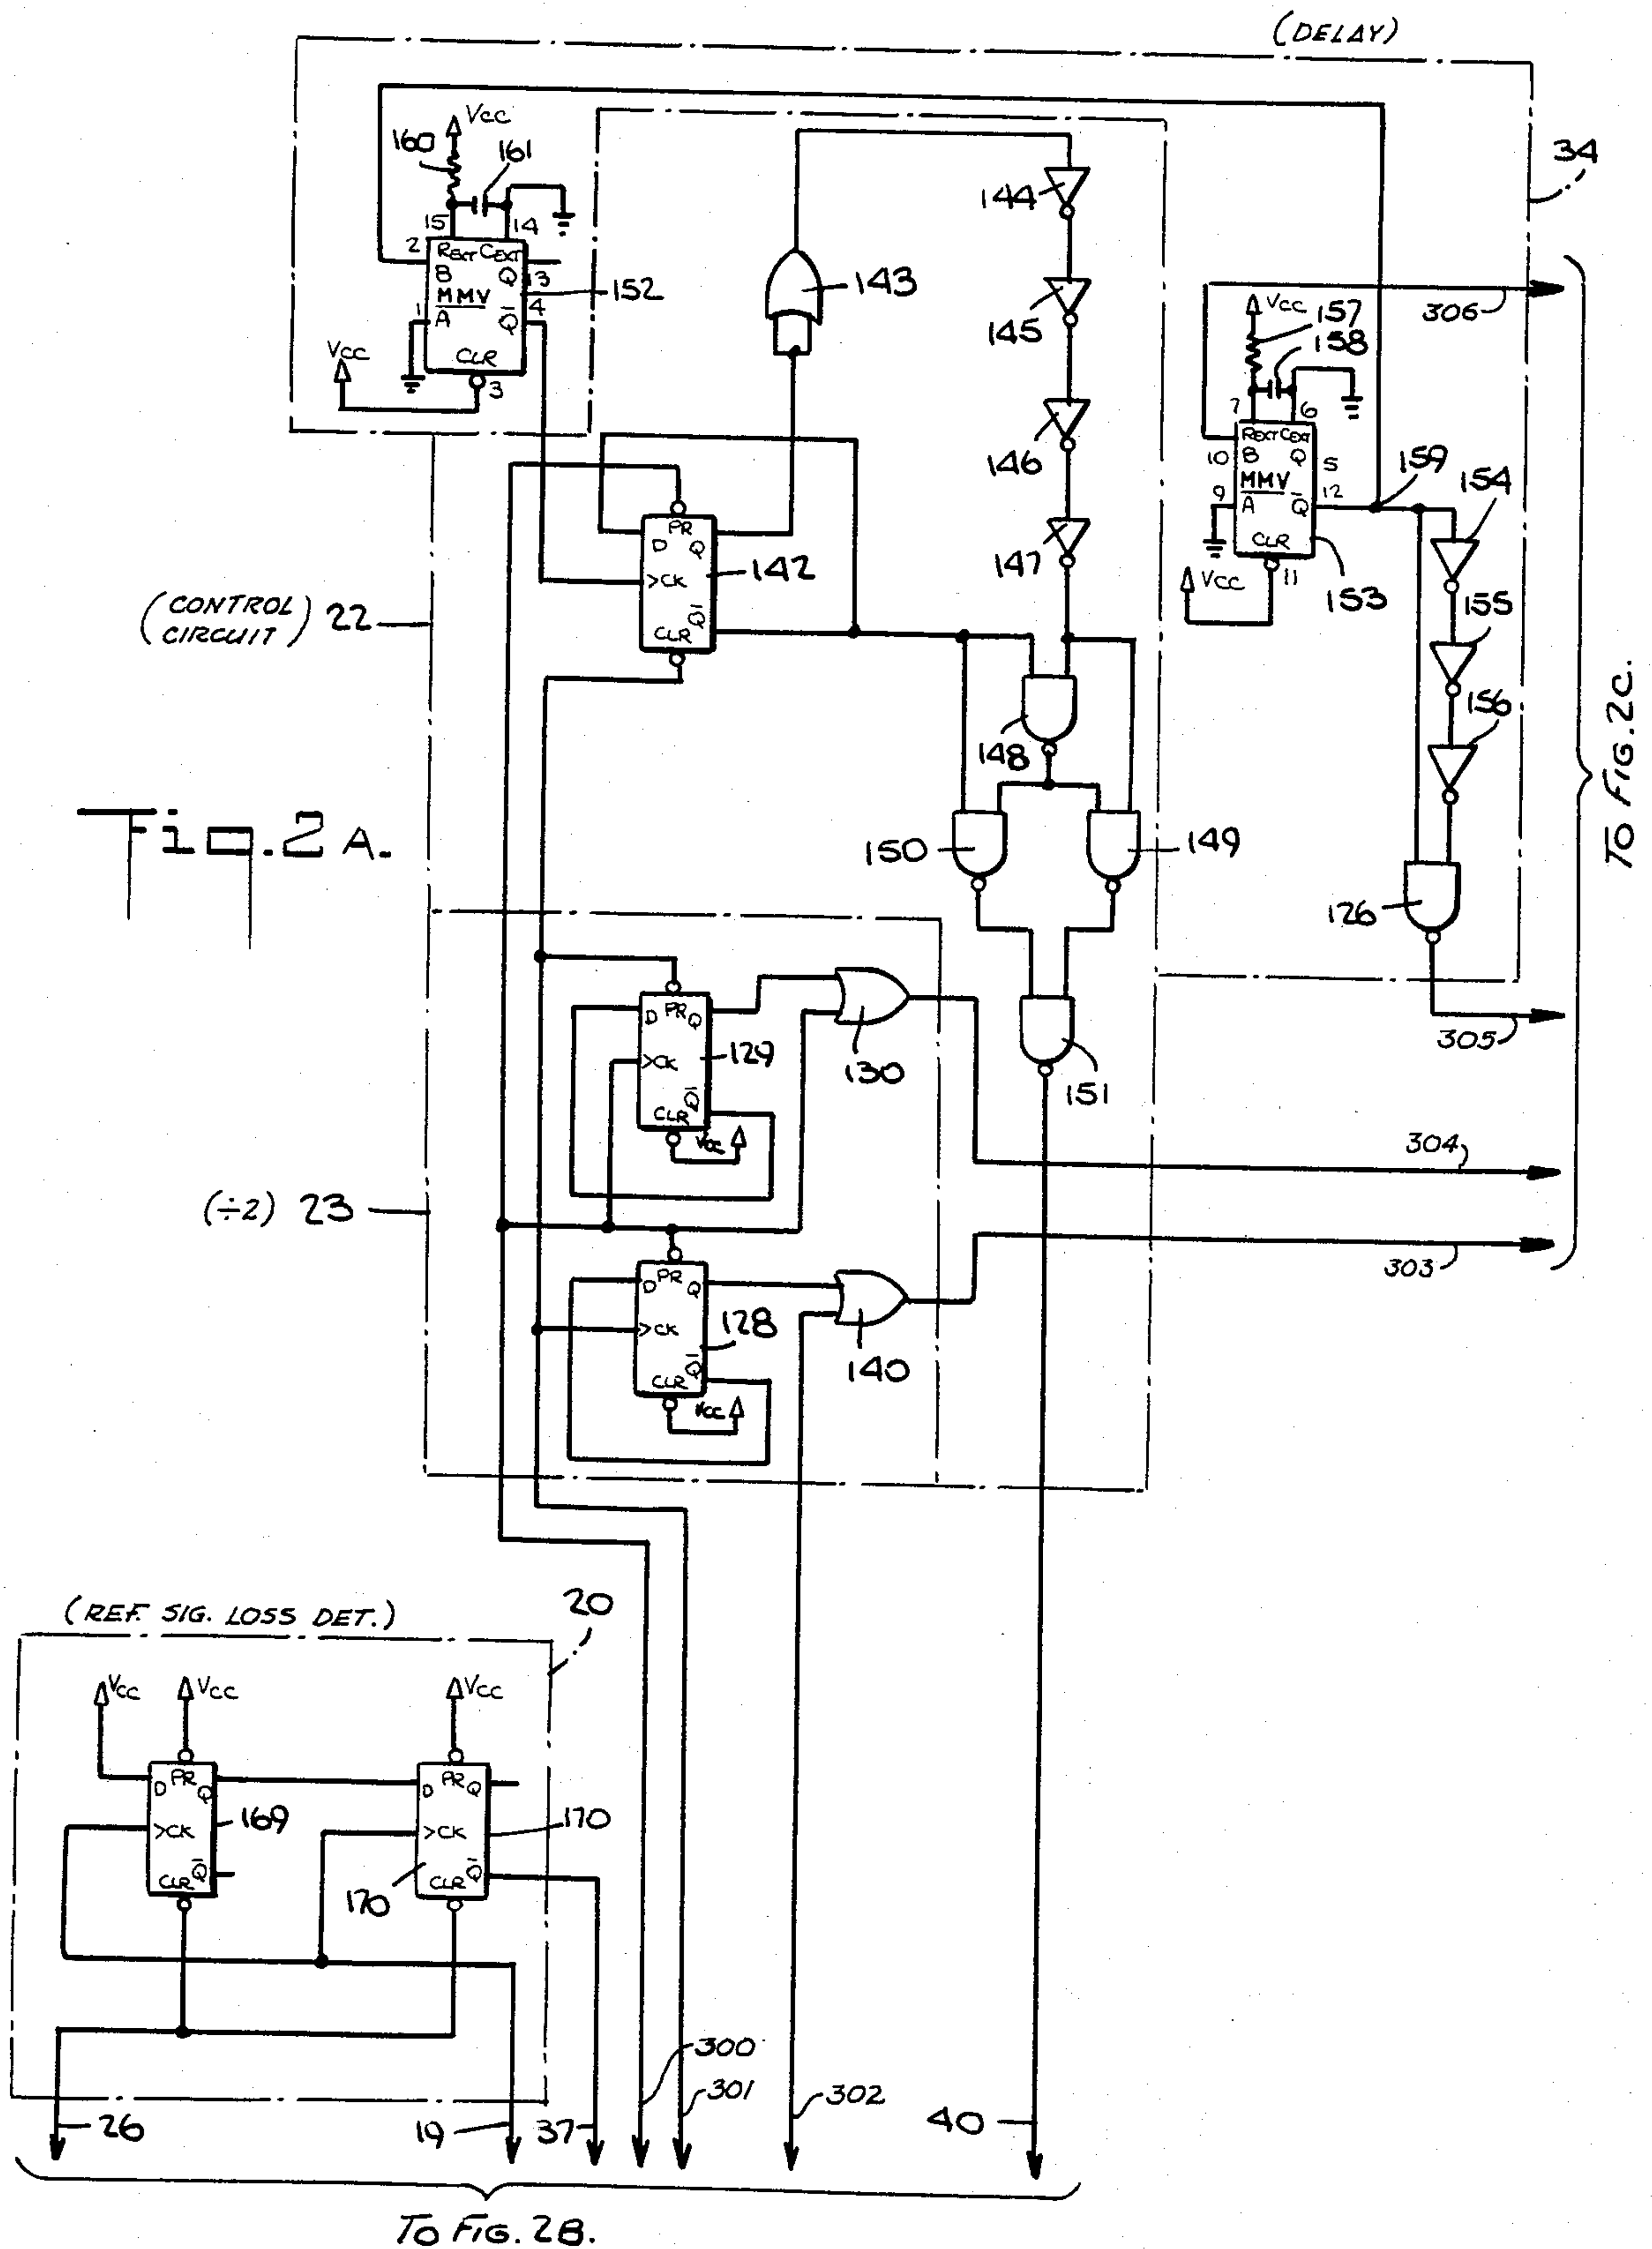 (DELAY)
34
Vcc
160
161
15
14
2
REXT CEXT
B
Q
13
MMV
152
1
A
Q
4
CLR
3
Vcc
143
144
145
146
147
306
Vcc
157
158
7
6
REXT CEXT
10
B
Q
5
MMV
9
A
Q
12
CLR
11
Vcc
153
159
154
155
156
126
305
TO FIG. 2C.
(CONTROL
CIRCUIT) 22
D PR Q
>CK
142
CLR Q
148
150
149
151
Fig. 2A.
D PR Q
>CK
129
CLR Q
Vcc
130
304
(÷2) 23
D PR Q
>CK
128
CLR Q
Vcc
140
303
(REF. SIG. LOSS DET.)
20
Vcc
Vcc
Vcc
D PR Q
>CK
169
CLR Q
D PR Q
>CK
170
CLR Q
170
26
19
37
300
301
302
40
TO FIG. 2B.